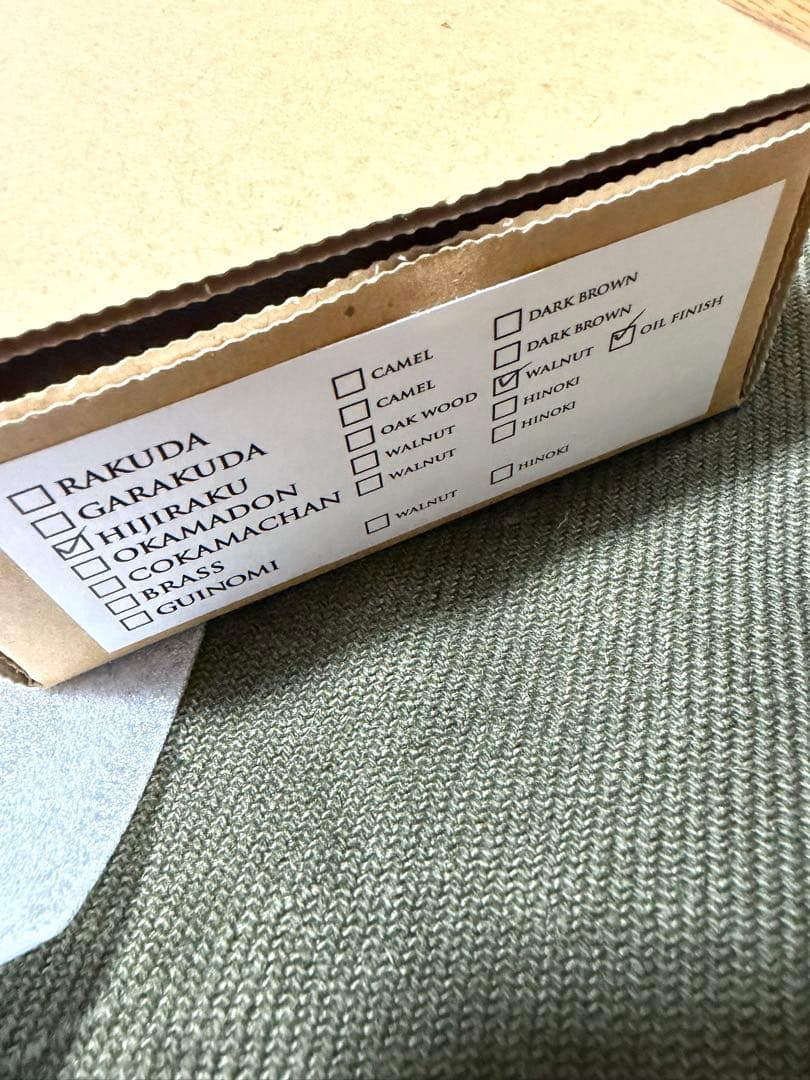 RAKUDA CAMEL DARK BROWN
GARAKUDA CAMEL DARK BROWN
HIJIRAKU OAK WOOD WALNUT OIL FINISH
OKAMADON WALNUT HINOKI
COKAMACHAN WALNUT HINOKI
BRASS
GUINOMI WALNUT HINOKI